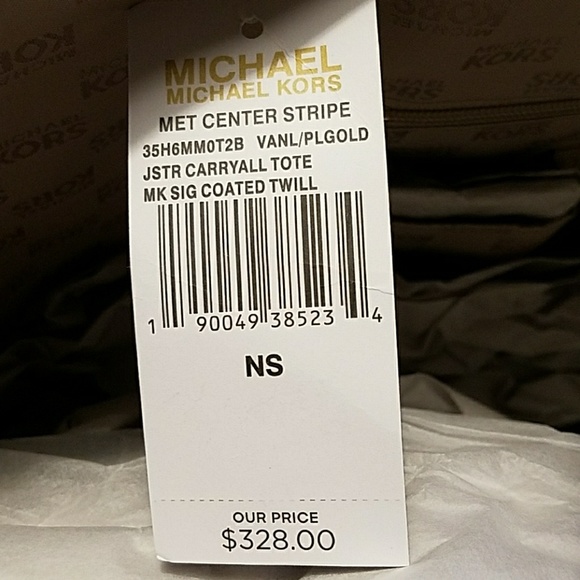 MICHAEL
MICHAEL KORS
MET CENTER STRIPE
35H6MM0T2B VANL/PLGOLD
JSTR CARRYALL TOTE
MK SIG COATED TWILL
1 90049 38523 4
NS
OUR PRICE
$328.00